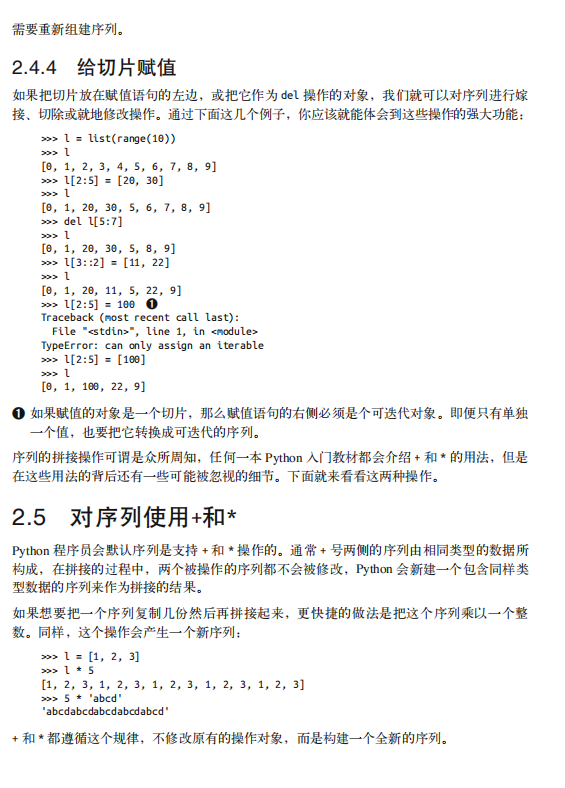 需要重新组建序列。
2.4.4 给切片赋值
如果把切片放在赋值语句的左边，或把它作为 del 操作的对象，我们就可以对序列进行嫁
接、切除或就地修改操作。通过下面这几个例子，你应该就能体会到这些操作的强大功能：
>>> l = list(range(10))
>>> l
[0, 1, 2, 3, 4, 5, 6, 7, 8, 9]
>>> l[2:5] = [20, 30]
>>> l
[0, 1, 20, 30, 5, 6, 7, 8, 9]
>>> del l[5:7]
>>> l
[0, 1, 20, 30, 5, 8, 9]
>>> l[3::2] = [11, 22]
>>> l
[0, 1, 20, 11, 5, 22, 9]
>>> l[2:5] = 100 ❶
Traceback (most recent call last):
  File "<stdin>", line 1, in <module>
TypeError: can only assign an iterable
>>> l[2:5] = [100]
>>> l
[0, 1, 100, 22, 9]
❶ 如果赋值的对象是一个切片，那么赋值语句的右侧必须是个可迭代对象。即便只有单独
一个值，也要把它转换成可迭代的序列。
序列的拼接操作可谓是众所周知，任何一本 Python 入门教材都会介绍 + 和 * 的用法，但是
在这些用法的背后还有一些可能被忽视的细节。下面就来看看这两种操作。
2.5 对序列使用+和*
Python 程序员会默认序列是支持 + 和 * 操作的。通常 + 号两侧的序列由相同类型的数据所
构成，在拼接的过程中，两个被操作的序列都不会被修改，Python 会新建一个包含同样类
型数据的序列来作为拼接的结果。
如果想要把一个序列复制几份然后再拼接起来，更快捷的做法是把这个序列乘以一个整
数。同样，这个操作会产生一个新序列：
>>> l = [1, 2, 3]
>>> l * 5
[1, 2, 3, 1, 2, 3, 1, 2, 3, 1, 2, 3, 1, 2, 3]
>>> 5 * 'abcd'
'abcdabcdabcdabcdabcd'
+ 和 * 都遵循这个规律，不修改原有的操作对象，而是构建一个全新的序列。